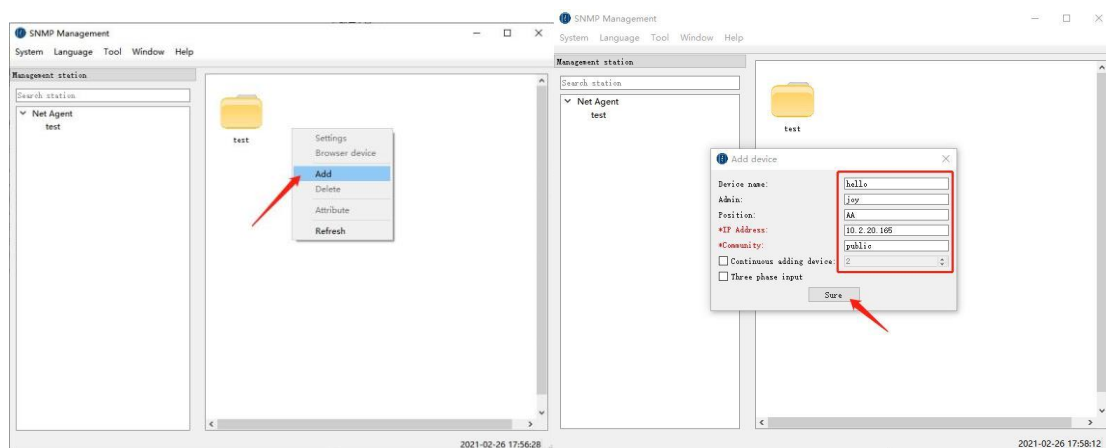 SNMP Management
System Language Tool Window Help
Management station
Search station
Net Agent
test
test
Settings
Browser device
Add
Delete
Attribute
Refresh
2021-02-26 17:56:28
SNMP Management
System Language Tool Window Help
Management station
Search station
Net Agent
test
test
Add device
Device name: hello
Admin: joy
Position: AA
*IP Address: 10.2.20.165
*Community: public
Continuous adding device: 2
Three phase input
Sure
2021-02-26 17:58:12